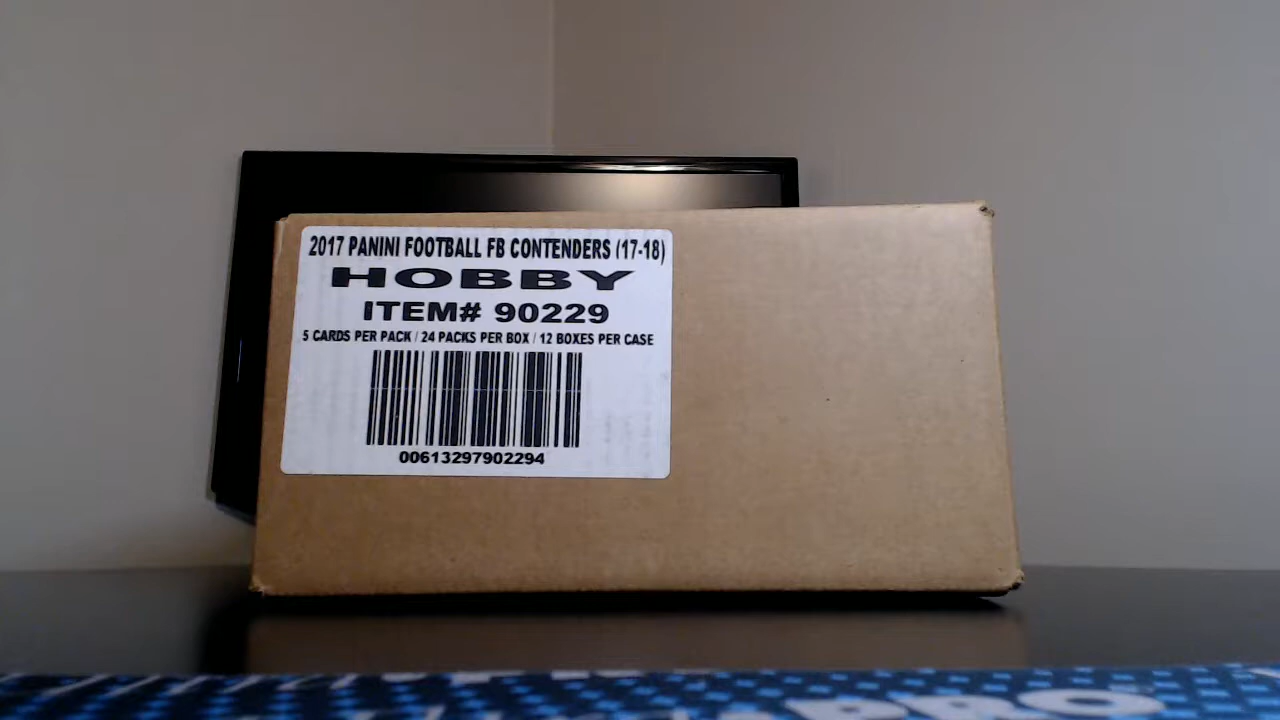 2017 PANINI FOOTBALL FB CONTENDERS (17-18)
HOBBY
ITEM# 90229
5 CARDS PER PACK / 24 PACKS PER BOX / 12 BOXES PER CASE
00613297902294
PRO